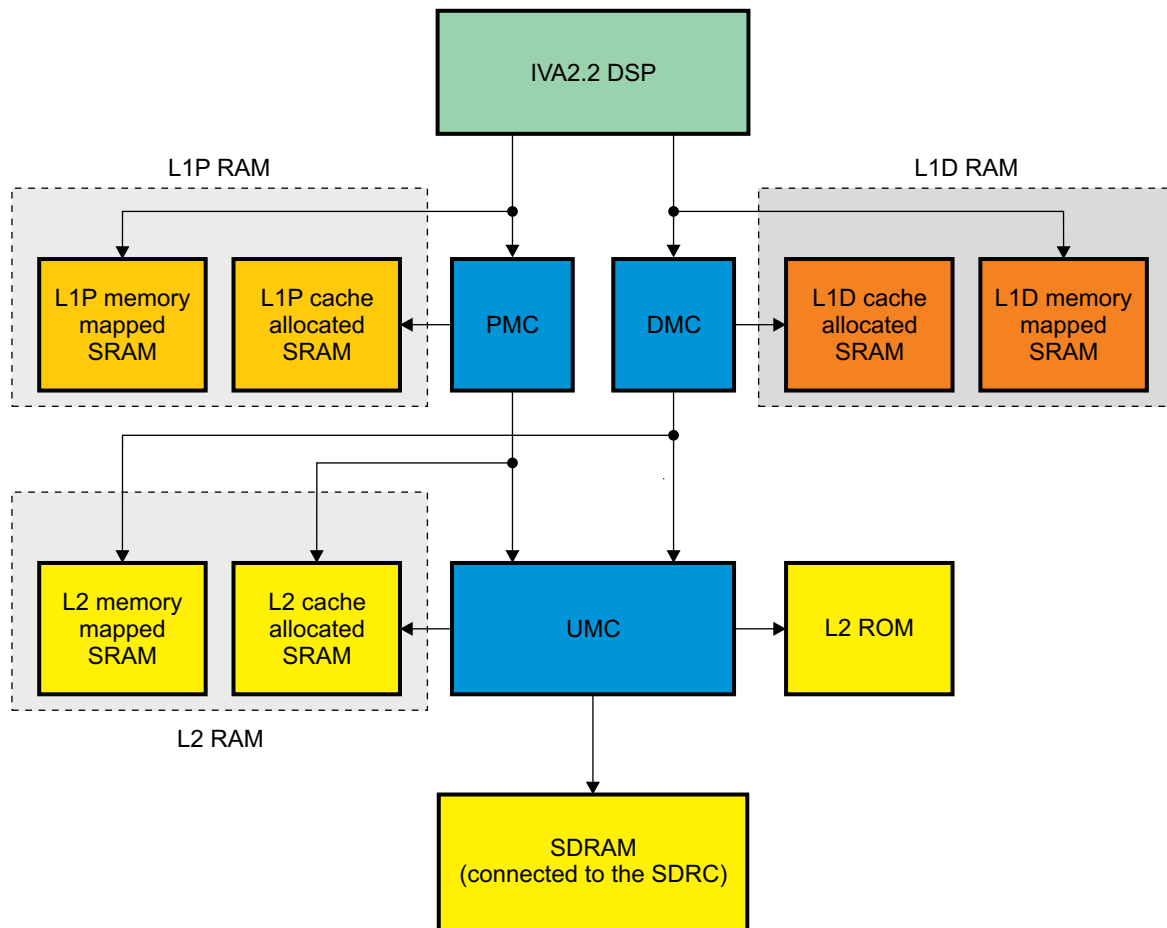 IVA2.2 DSP
L1P RAM
L1D RAM
L1P memory
mapped
SRAM
L1P cache
allocated
SRAM
PMC
DMC
L1D cache
allocated
SRAM
L1D memory
mapped
SRAM
L2 memory
mapped
SRAM
L2 cache
allocated
SRAM
UMC
L2 ROM
L2 RAM
SDRAM
(connected to the SDRC)